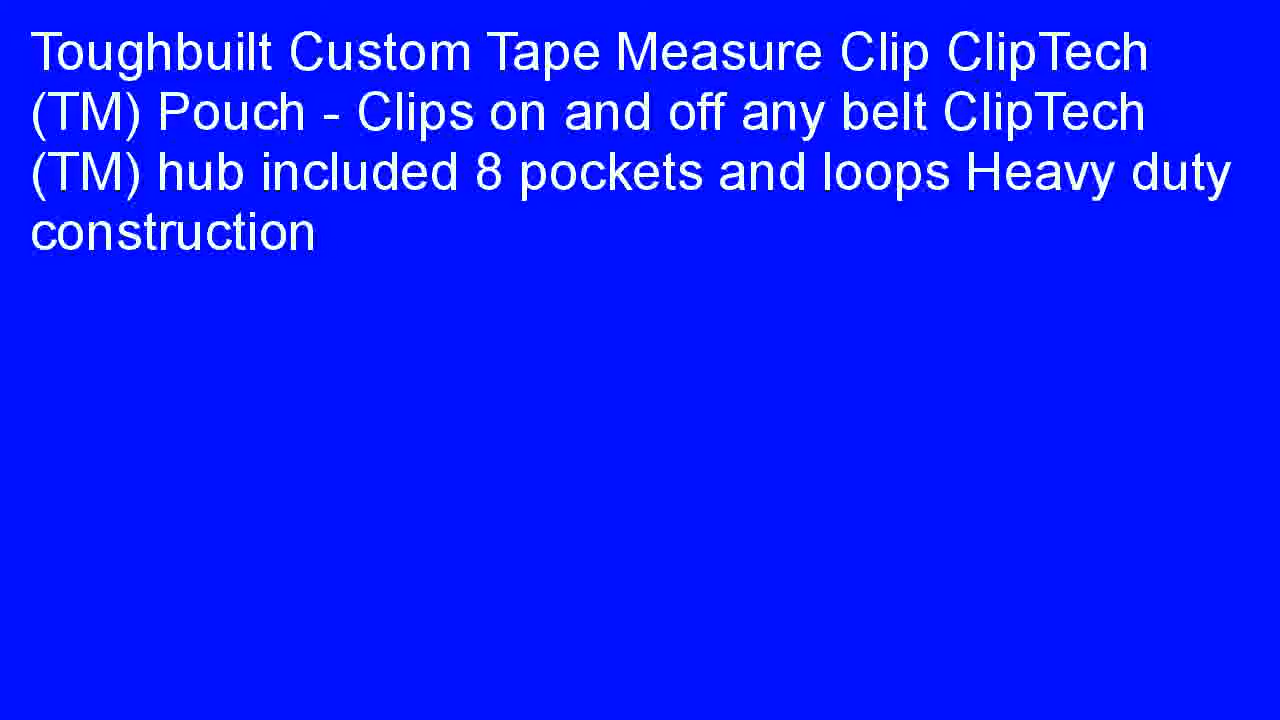 Toughbuilt Custom Tape Measure Clip ClipTech
(TM) Pouch - Clips on and off any belt ClipTech
(TM) hub included 8 pockets and loops Heavy duty
construction